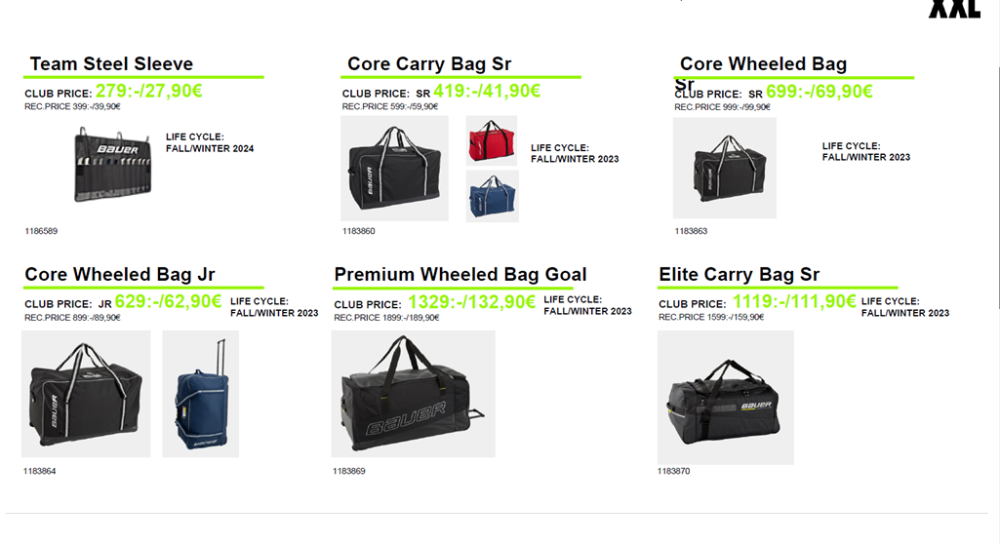 XXL
Team Steel Sleeve
CLUB PRICE: 279:-/27,90€
REC.PRICE 399:-/39,90€
LIFE CYCLE:
FALL/WINTER 2024
BAUER
1186589
Core Carry Bag Sr
CLUB PRICE: SR 419:-/41,90€
REC.PRICE 599:-/59,90€
BAUER
LIFE CYCLE:
FALL/WINTER 2023
1183860
Core Wheeled Bag
Sr
CLUB PRICE: SR 699:-/69,90€
REC.PRICE 999:-/99,90€
BAUER
LIFE CYCLE:
FALL/WINTER 2023
1183863
Core Wheeled Bag Jr
CLUB PRICE: JR 629:-/62,90€
REC.PRICE 899:-/89,90€
LIFE CYCLE:
FALL/WINTER 2023
BAUER
1183864
Premium Wheeled Bag Goal
CLUB PRICE: 1329:-/132,90€
REC.PRICE 1899:-/189,90€
LIFE CYCLE:
FALL/WINTER 2023
BAUER
1183869
Elite Carry Bag Sr
CLUB PRICE: 1119:-/111,90€
REC.PRICE 1599:-/159,90€
LIFE CYCLE:
FALL/WINTER 2023
BAUER
1183870